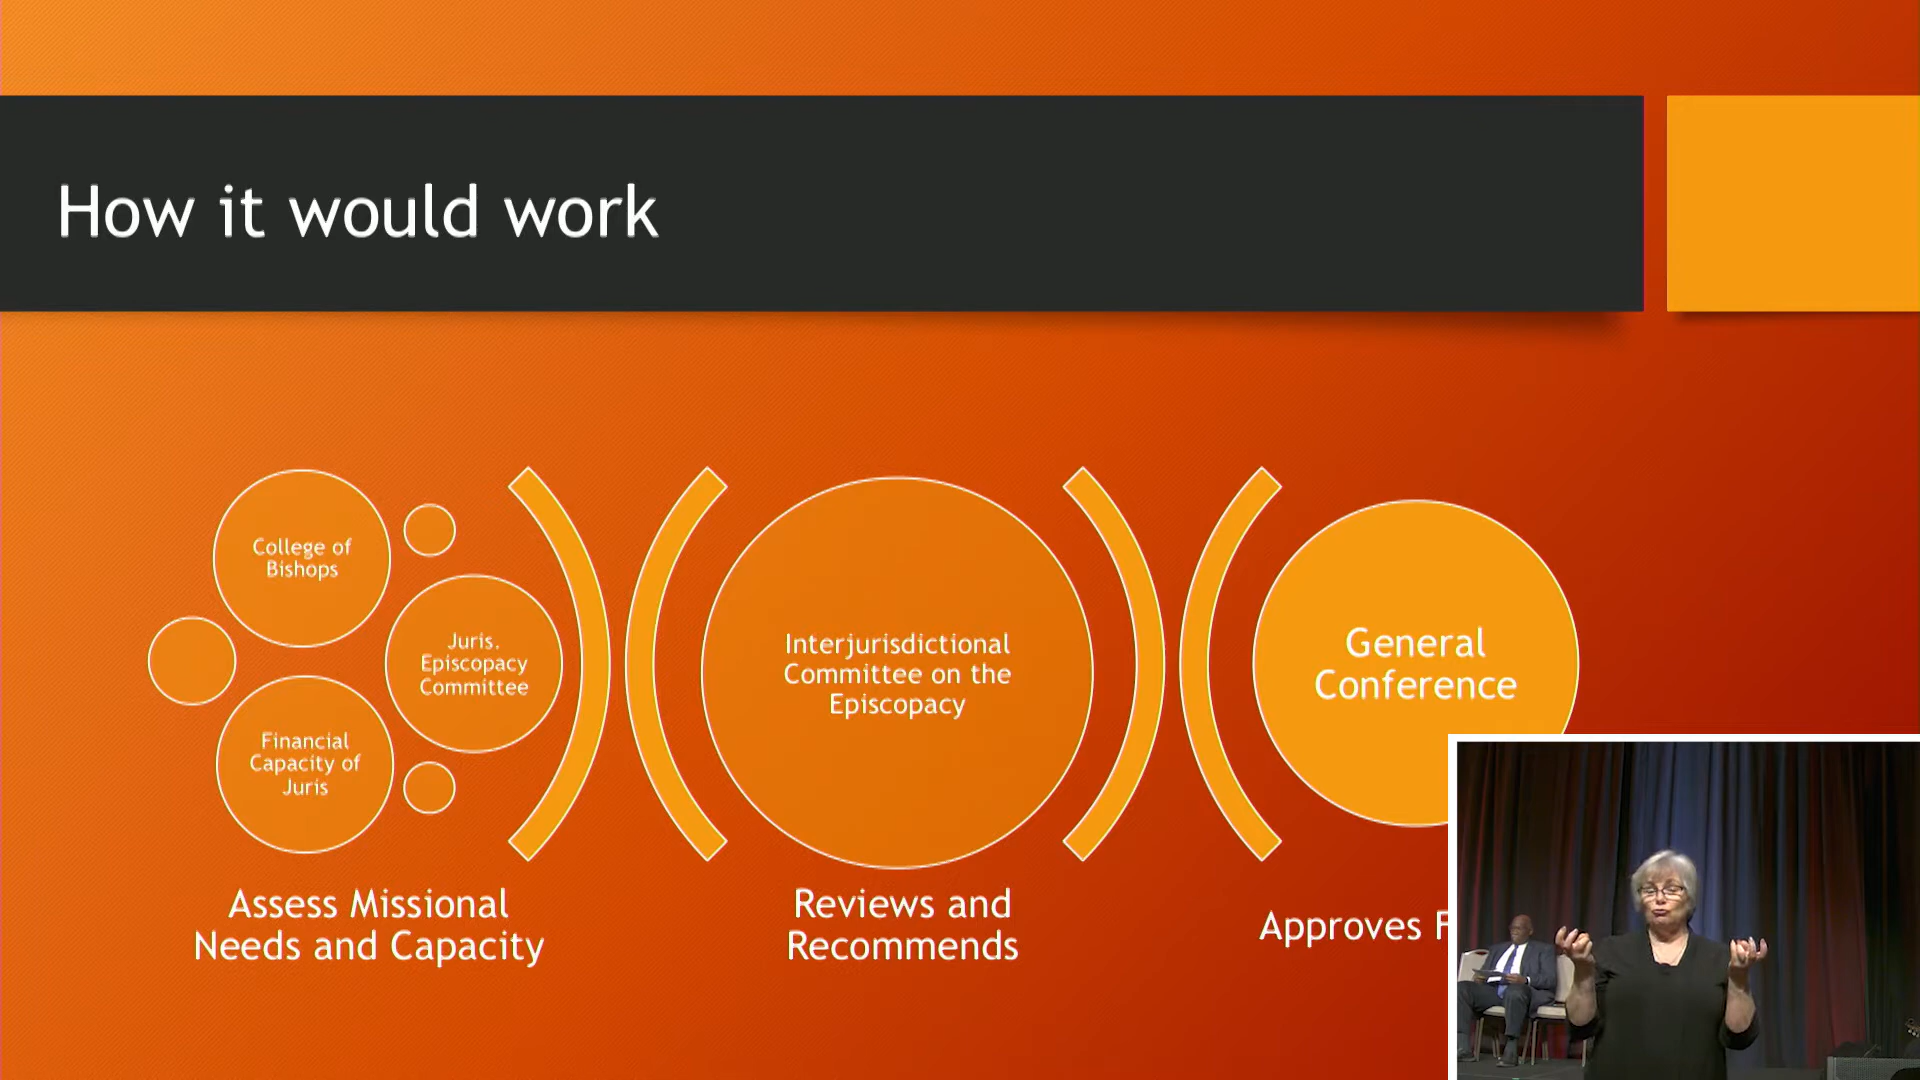 How it would work
College of
Bishops
Juris.
Episcopacy
Committee
Financial
Capacity of
Juris
Assess Missional
Needs and Capacity
Interjurisdictional
Committee on the
Episcopacy
Reviews and
Recommends
General
Conference
Approves